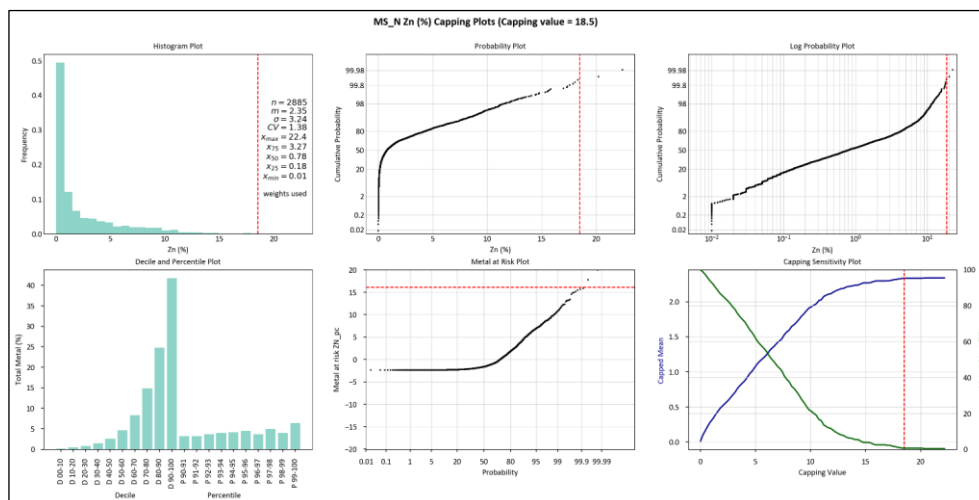 MS_N Zn (%) Capping Plots (Capping value = 18.5)
Histogram Plot
0.5
0.4
0.3
0.2
0.1
0.0
Frequency
0 5 10 15 20
Zn (%)
n = 2885
m = 2.35
σ = 3.24
CV = 1.38
xmax = 22.4
x75 = 3.27
x50 = 0.78
x25 = 0.18
xmin = 0.01
weights used
Probability Plot
99.98
99.8
98
80
50
20
2
0.2
0.02
Cumulative Probability
0 5 10 15 20
Zn (%)
Log Probability Plot
99.98
99.8
98
80
50
20
2
0.2
0.02
Cumulative Probability
10⁻² 10⁻¹ 10⁰ 10¹
Zn (%)
Decile and Percentile Plot
40
35
30
25
20
15
10
5
0
Total Metal (%)
D 00-10
D 10-20
D 20-30
D 30-40
D 40-50
D 50-60
D 60-70
D 70-80
D 80-90
D 90-100
P 90-91
P 91-92
P 92-93
P 93-94
P 94-95
P 95-96
P 96-97
P 97-98
P 98-99
P 99-100
Decile Percentile
Metal at Risk Plot
20
15
10
5
0
−5
−10
−15
−20
Metal at risk ZN_pc
0.01 0.1 1 5 20 50 80 95 99 99.9 99.99
Probability
Capping Sensitivity Plot
2.0
1.5
1.0
0.5
0.0
Capped Mean
100
80
60
40
20
0
0 5 10 15 20
Capping Value